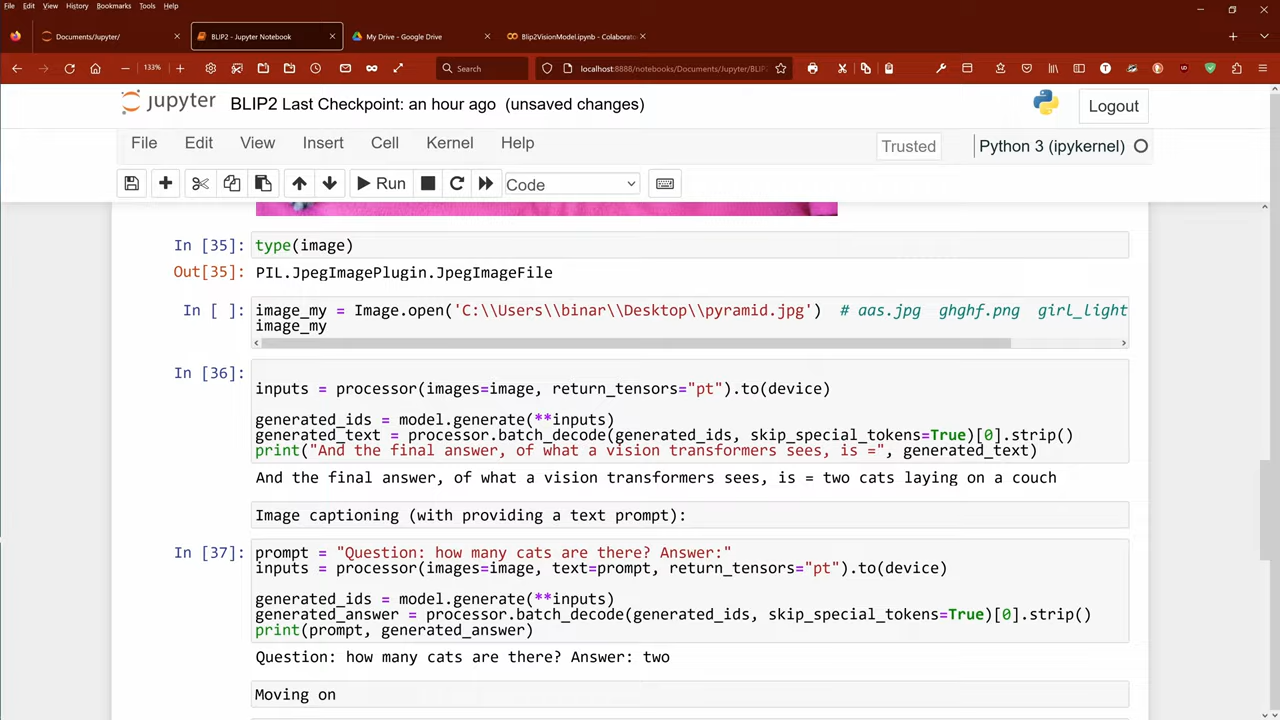 File Edit View History Bookmarks Tools Help
Documents/Jupyter/
BLIP2 - Jupyter Notebook
My Drive - Google Drive
Blip2VisionModel.ipynb - Colaborato
133%
Search
localhost:8888/notebooks/Documents/Jupyter/BLIP
jupyter BLIP2 Last Checkpoint: an hour ago (unsaved changes)
Logout
File Edit View Insert Cell Kernel Help
Trusted
Python 3 (ipykernel)
Run
Code
In [35]: type(image)
Out[35]: PIL.JpegImagePlugin.JpegImageFile
In [ ]: image_my = Image.open('C:\\Users\\binar\\Desktop\\pyramid.jpg') # aas.jpg ghghf.png girl_light
image_my
In [36]:
inputs = processor(images=image, return_tensors="pt").to(device)
generated_ids = model.generate(**inputs)
generated_text = processor.batch_decode(generated_ids, skip_special_tokens=True)[0].strip()
print("And the final answer, of what a vision transformers sees, is =", generated_text)
And the final answer, of what a vision transformers sees, is = two cats laying on a couch
Image captioning (with providing a text prompt):
In [37]: prompt = "Question: how many cats are there? Answer:"
inputs = processor(images=image, text=prompt, return_tensors="pt").to(device)
generated_ids = model.generate(**inputs)
generated_answer = processor.batch_decode(generated_ids, skip_special_tokens=True)[0].strip()
print(prompt, generated_answer)
Question: how many cats are there? Answer: two
Moving on